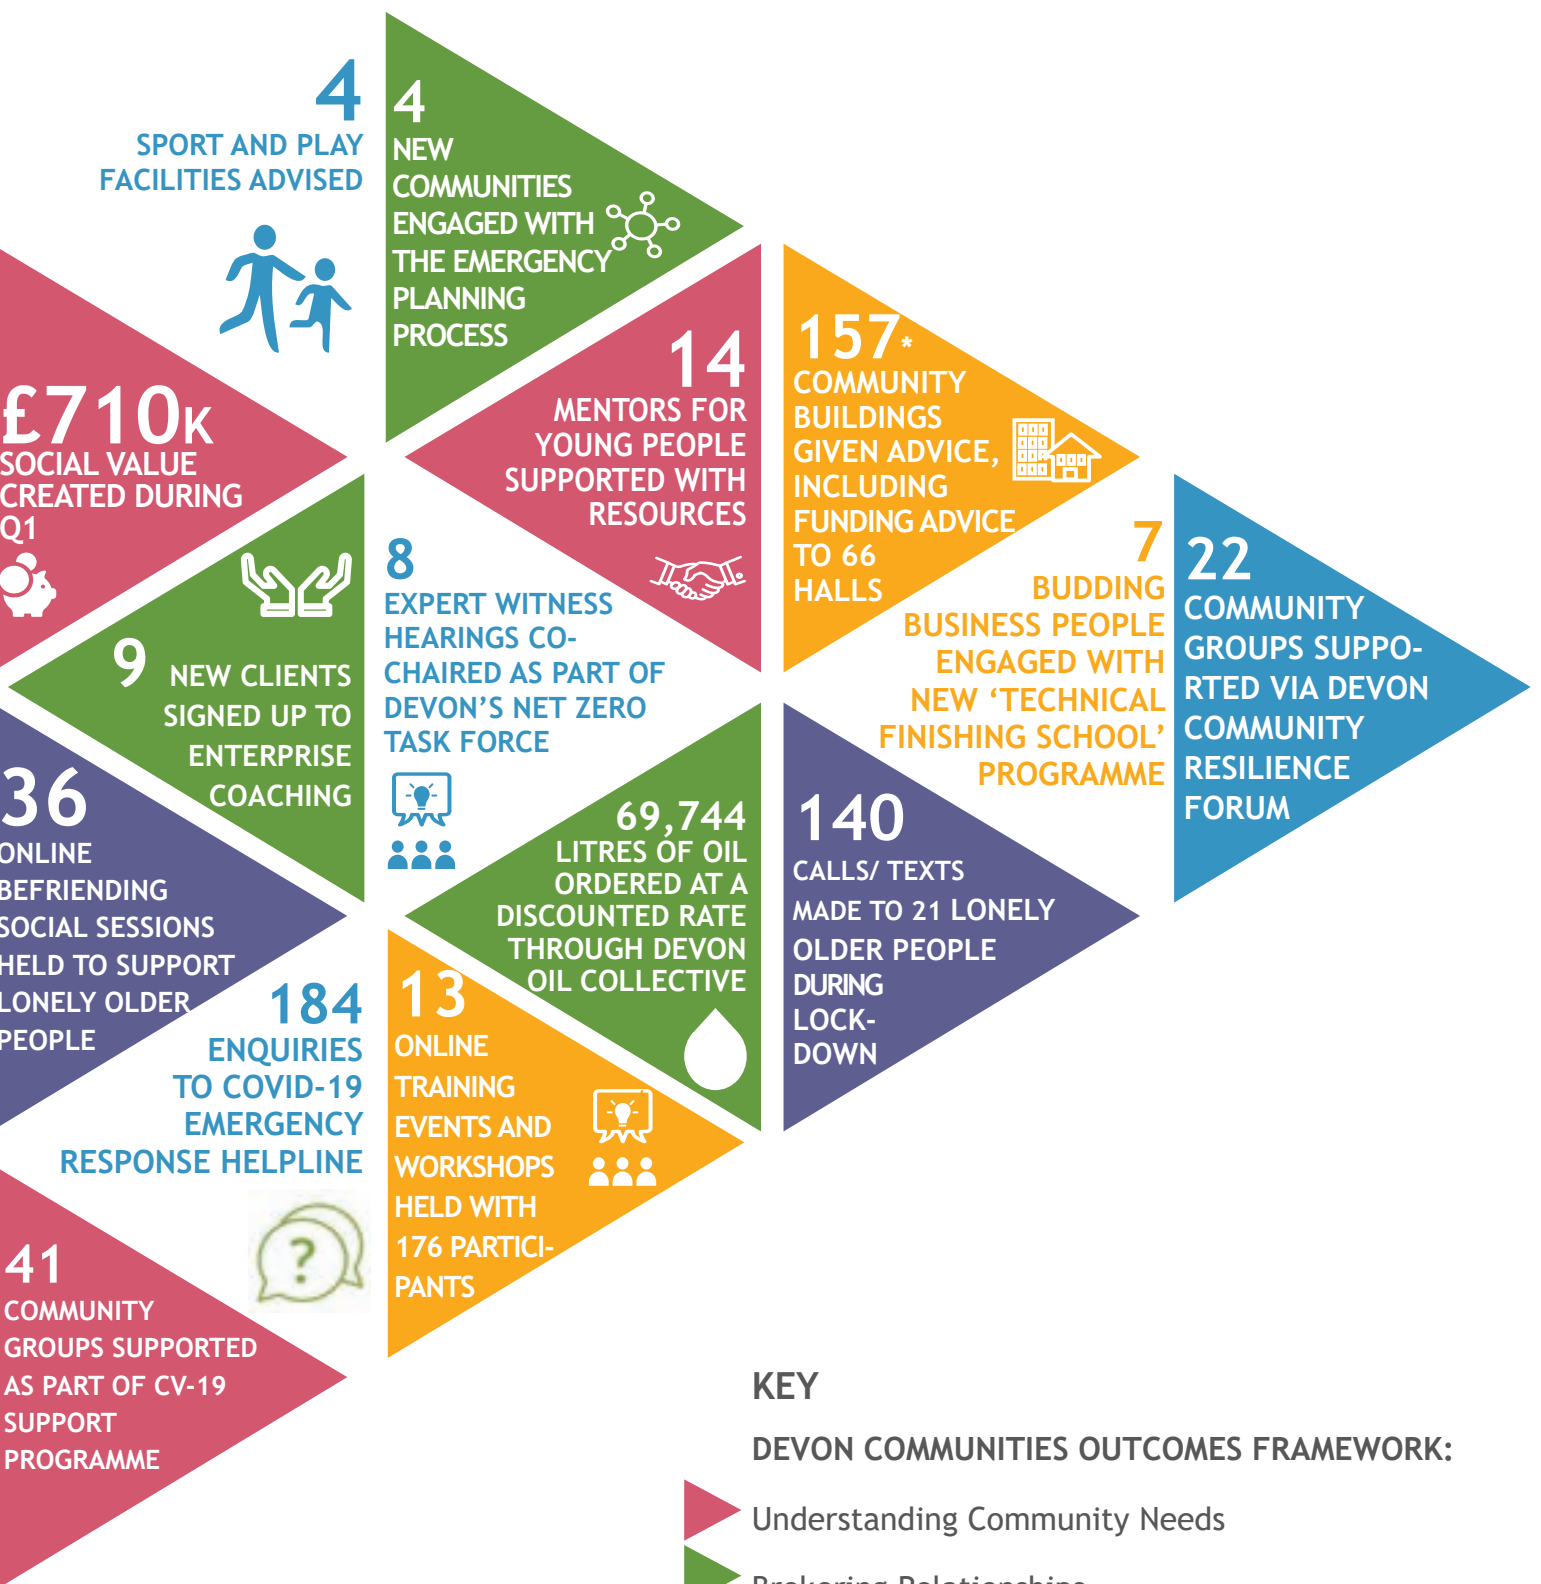 4
SPORT AND PLAY
FACILITIES ADVISED
4
NEW
COMMUNITIES
ENGAGED WITH
THE EMERGENCY
PLANNING
PROCESS
£710K
SOCIAL VALUE
CREATED DURING
Q1
14
MENTORS FOR
YOUNG PEOPLE
SUPPORTED WITH
RESOURCES
157*
COMMUNITY
BUILDINGS
GIVEN ADVICE,
INCLUDING
FUNDING ADVICE
TO 66
HALLS
9
NEW CLIENTS
SIGNED UP TO
ENTERPRISE
COACHING
8
EXPERT WITNESS
HEARINGS CO-
CHAIRED AS PART OF
DEVON’S NET ZERO
TASK FORCE
7
BUDDING
BUSINESS PEOPLE
ENGAGED WITH
NEW ‘TECHNICAL
FINISHING SCHOOL’
PROGRAMME
22
COMMUNITY
GROUPS SUPPO-
RTED VIA DEVON
COMMUNITY
RESILIENCE
FORUM
36
ONLINE
BEFRIENDING
SOCIAL SESSIONS
HELD TO SUPPORT
LONELY OLDER
PEOPLE
69,744
LITRES OF OIL
ORDERED AT A
DISCOUNTED RATE
THROUGH DEVON
OIL COLLECTIVE
140
CALLS/ TEXTS
MADE TO 21 LONELY
OLDER PEOPLE
DURING
LOCK-
DOWN
184
ENQUIRIES
TO COVID-19
EMERGENCY
RESPONSE HELPLINE
?
13
ONLINE
TRAINING
EVENTS AND
WORKSHOPS
HELD WITH
176 PARTICI-
PANTS
41
COMMUNITY
GROUPS SUPPORTED
AS PART OF CV-19
SUPPORT
PROGRAMME
KEY
DEVON COMMUNITIES OUTCOMES FRAMEWORK:
Understanding Community Needs
Brokering Relationships